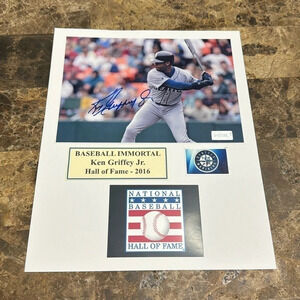 BASEBALL IMMORTAL
Ken Griffey Jr.
Hall of Fame - 2016
NATIONAL
BASEBALL
HALL OF FAME